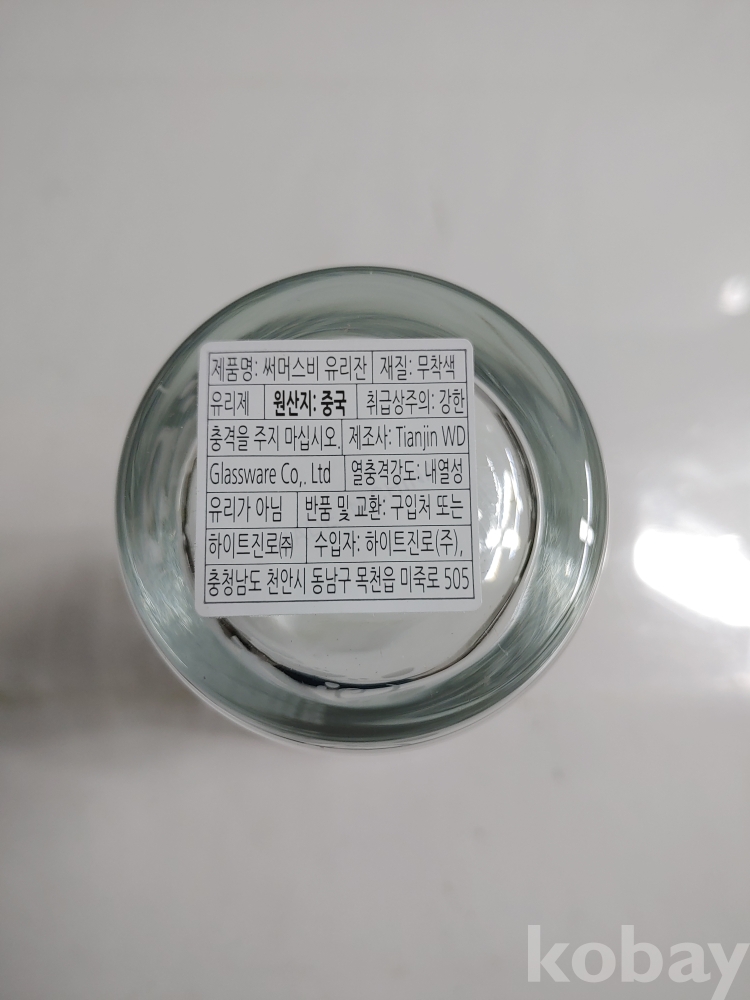 제품명: 써머스비 유리잔 재질: 무착색
유리제 원산지: 중국 취급상주의: 강한
충격을 주지 마십시오. 제조사: Tianjin WD
Glassware Co,. Ltd 열충격강도: 내열성
유리가 아님 반품 및 교환: 구입처 또는
하이트진로㈜ 수입자: 하이트진로(주),
충청남도 천안시 동남구 목천읍 미죽로 505
kobay